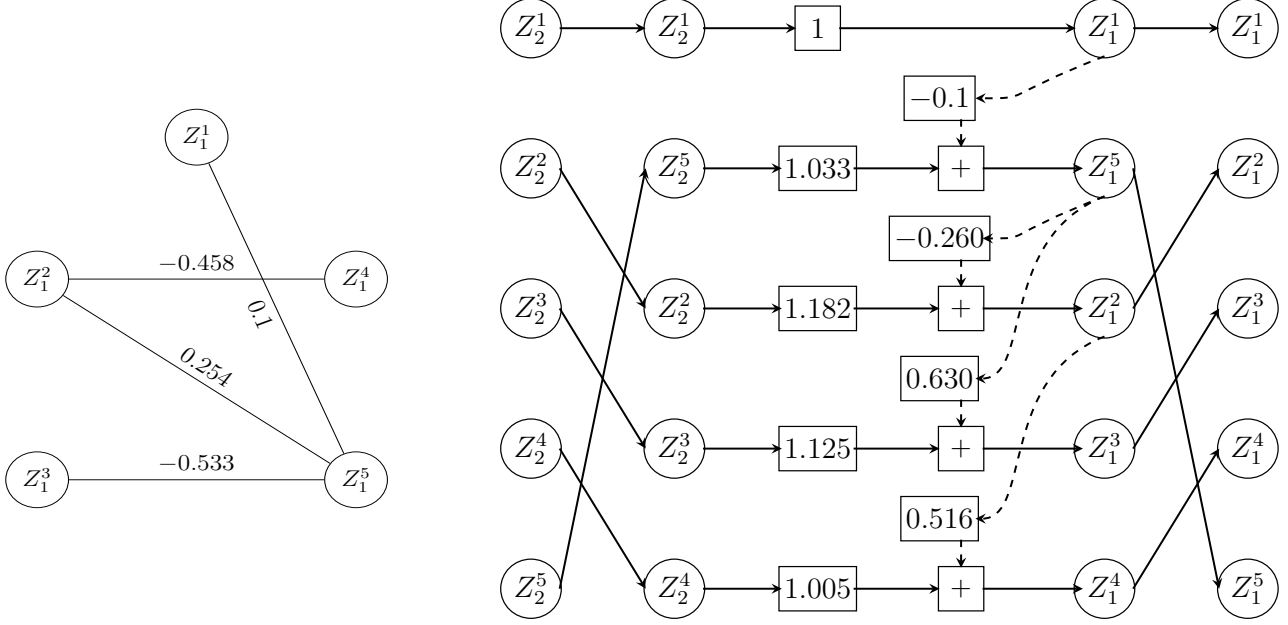 Z_1^1
Z_1^2 −0.458 Z_1^4
0.1
0.254
Z_1^3 −0.533 Z_1^5
Z_2^1 Z_2^1 1 Z_1^1 Z_1^1
−0.1
Z_2^2 Z_2^5 1.033 + Z_1^5 Z_1^2
−0.260
Z_2^3 Z_2^2 1.182 + Z_1^2 Z_1^3
0.630
Z_2^4 Z_2^3 1.125 + Z_1^3 Z_1^4
0.516
Z_2^5 Z_2^4 1.005 + Z_1^4 Z_1^5